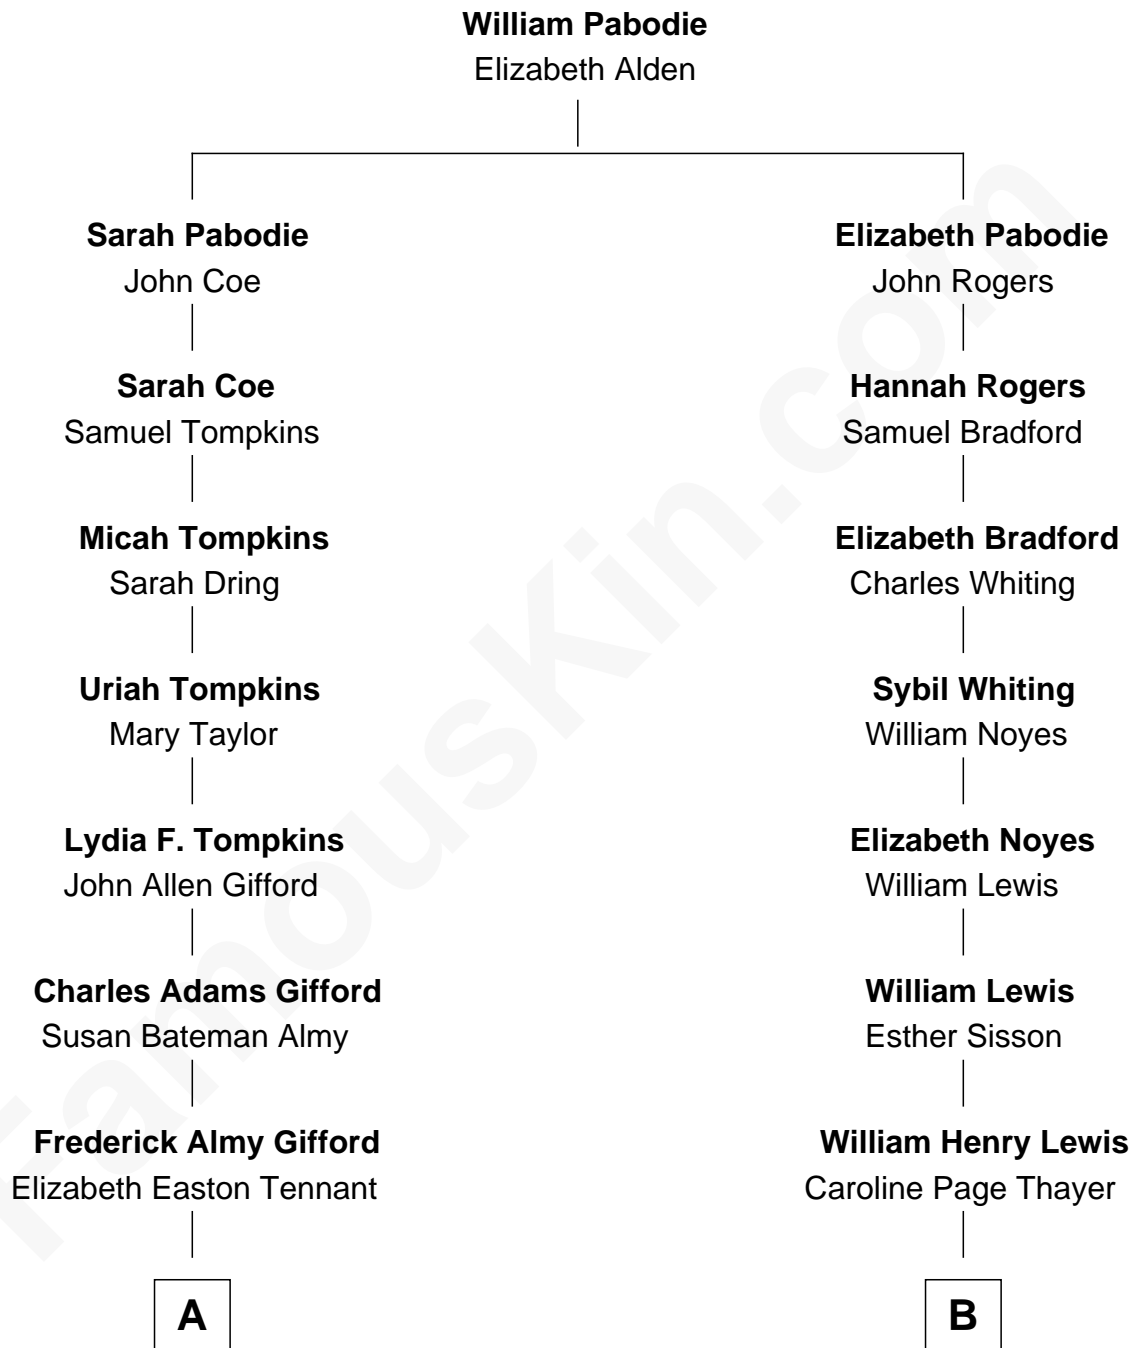 William Pabodie
Elizabeth Alden
Sarah Pabodie
John Coe
Elizabeth Pabodie
John Rogers
Sarah Coe
Samuel Tompkins
Hannah Rogers
Samuel Bradford
Micah Tompkins
Sarah Dring
Elizabeth Bradford
Charles Whiting
Uriah Tompkins
Mary Taylor
Sybil Whiting
William Noyes
Lydia F. Tompkins
John Allen Gifford
Elizabeth Noyes
William Lewis
Charles Adams Gifford
Susan Bateman Almy
William Lewis
Esther Sisson
Frederick Almy Gifford
Elizabeth Easton Tennant
William Henry Lewis
Caroline Page Thayer
A
B
FamousKin.com